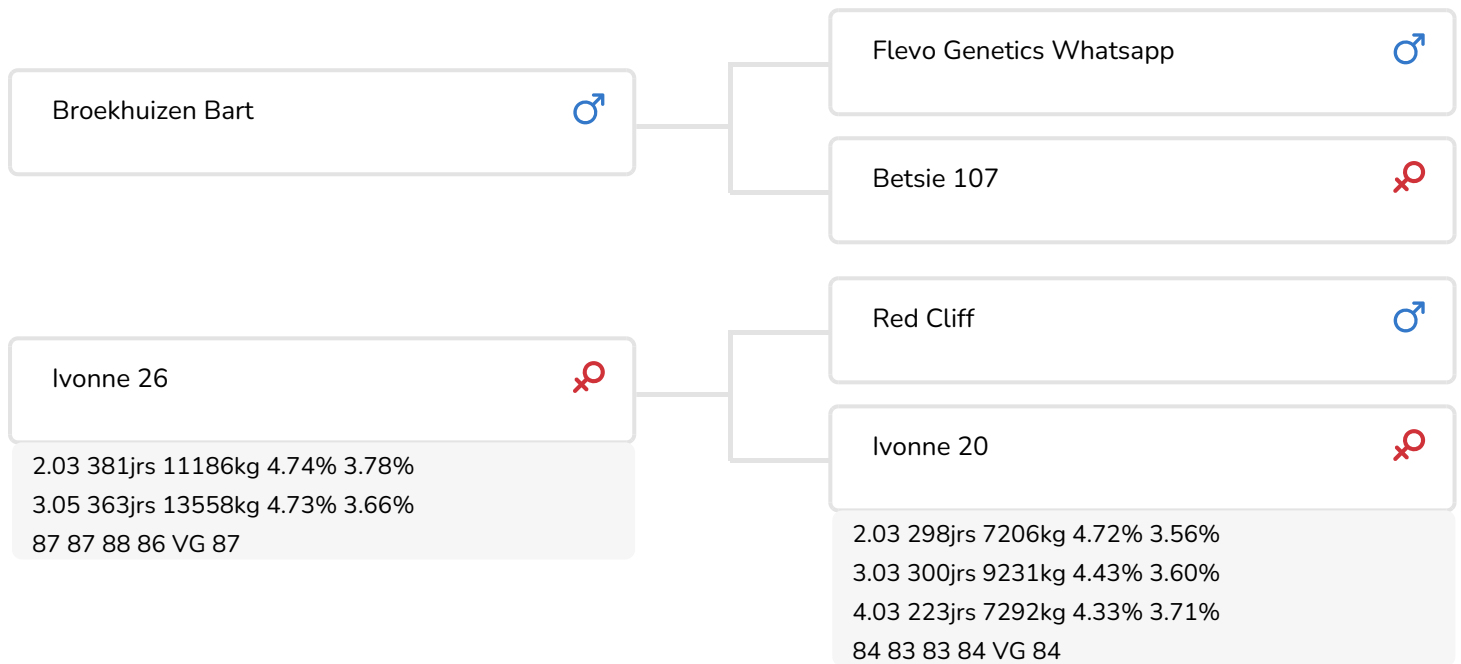 Flevo Genetics Whatsapp
Broekhuizen Bart
Betsie 107
Red Cliff
Ivonne 26
2.03 381jrs 11186kg 4.74% 3.78%
3.05 363jrs 13558kg 4.73% 3.66%
87 87 88 86 VG 87
Ivonne 20
2.03 298jrs 7206kg 4.72% 3.56%
3.03 300jrs 9231kg 4.43% 3.60%
4.03 223jrs 7292kg 4.33% 3.71%
84 83 83 84 VG 84